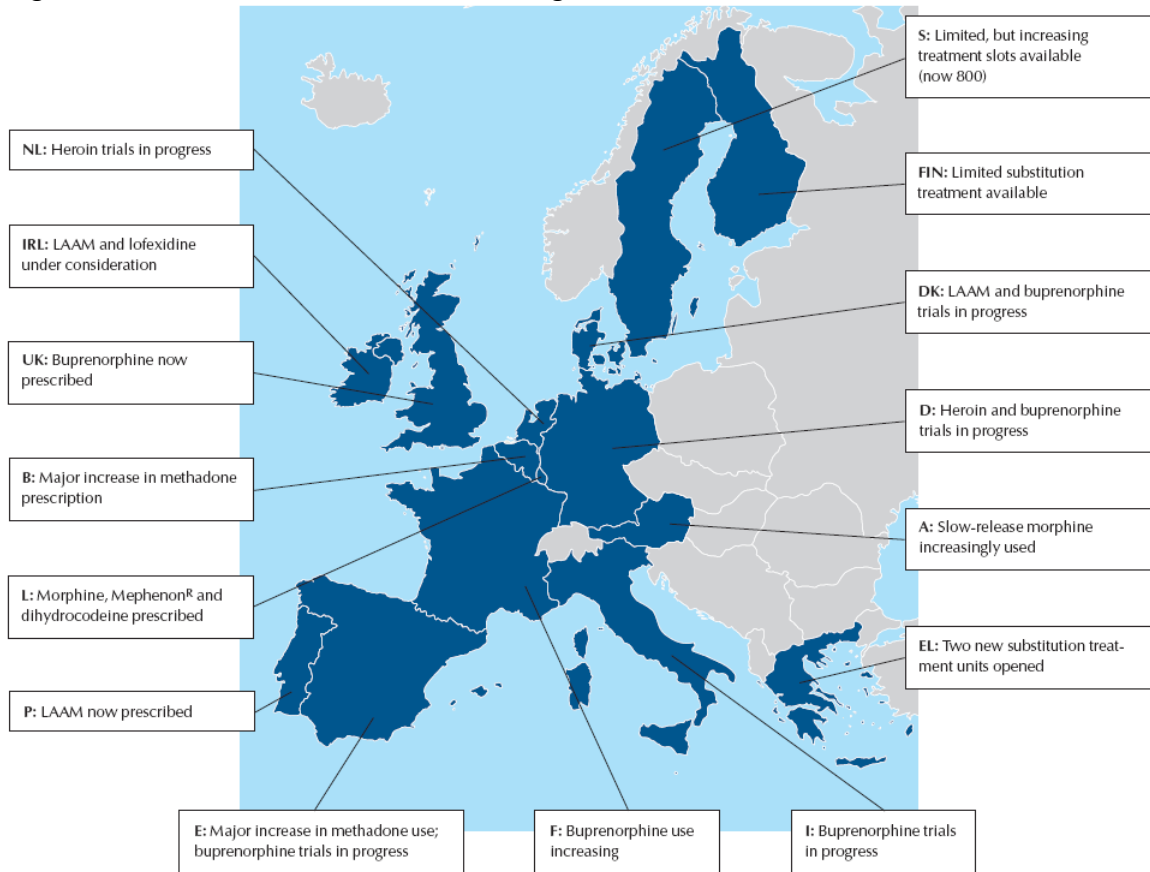 S: Limited, but increasing
treatment slots available
(now 800)
NL: Heroin trials in progress
FIN: Limited substitution
treatment available
IRL: LAAM and lofexidine
under consideration
DK: LAAM and buprenorphine
trials in progress
UK: Buprenorphine now
prescribed
D: Heroin and buprenorphine
trials in progress
B: Major increase in methadone
prescription
A: Slow-release morphine
increasingly used
L: Morphine, Mephenonᴿ and
dihydrocodeine prescribed
EL: Two new substitution treat-
ment units opened
P: LAAM now prescribed
E: Major increase in methadone use;
buprenorphine trials in progress
F: Buprenorphine use
increasing
I: Buprenorphine trials
in progress